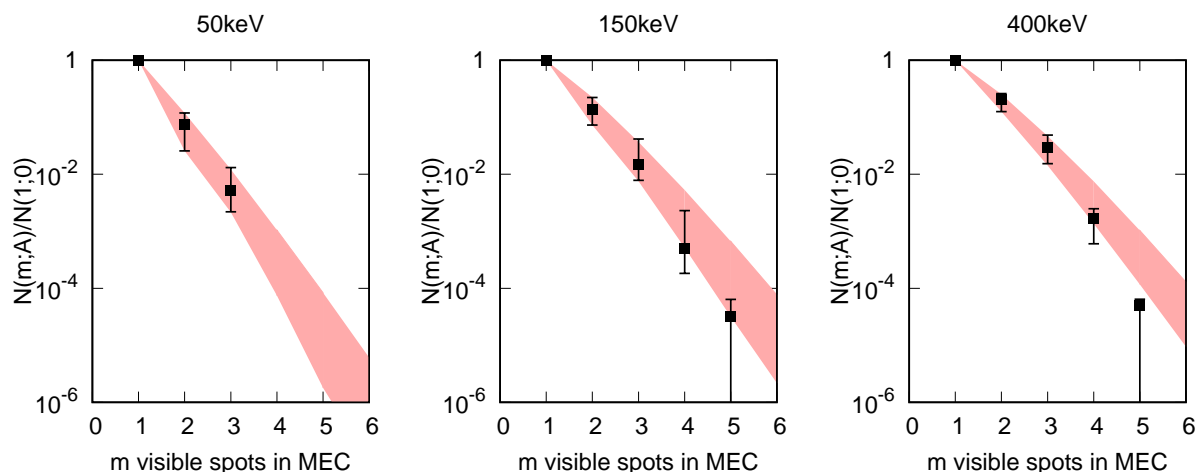 50keV
1
10^-2
10^-4
10^-6
N(m;A)/N(1;0)
0 1 2 3 4 5 6
m visible spots in MEC
150keV
1
10^-2
10^-4
10^-6
N(m;A)/N(1;0)
0 1 2 3 4 5 6
m visible spots in MEC
400keV
1
10^-2
10^-4
10^-6
N(m;A)/N(1;0)
0 1 2 3 4 5 6
m visible spots in MEC